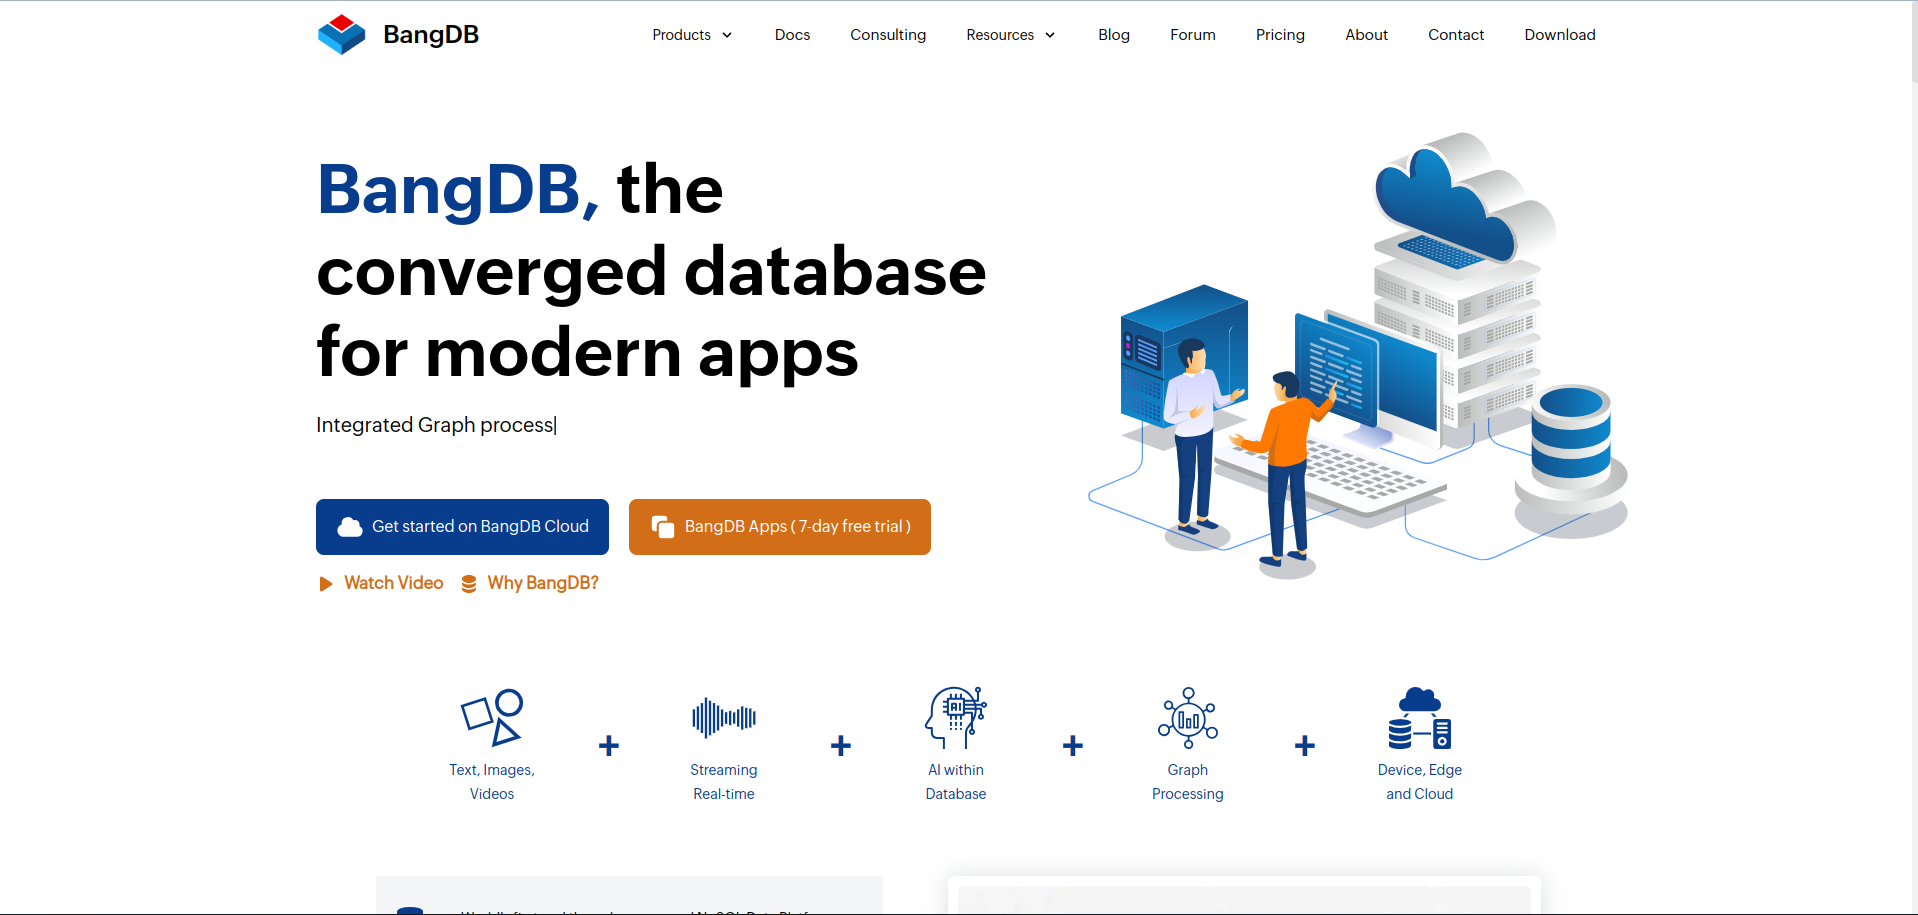 BangDB
Products
Docs
Consulting
Resources
Blog
Forum
Pricing
About
Contact
Download
BangDB, the
converged database
for modern apps
Integrated Graph process|
Get started on BangDB Cloud
BangDB Apps ( 7-day free trial )
Watch Video
Why BangDB?
Text, Images,
Videos
+
Streaming
Real-time
+
AI within
Database
+
Graph
Processing
+
Device, Edge
and Cloud